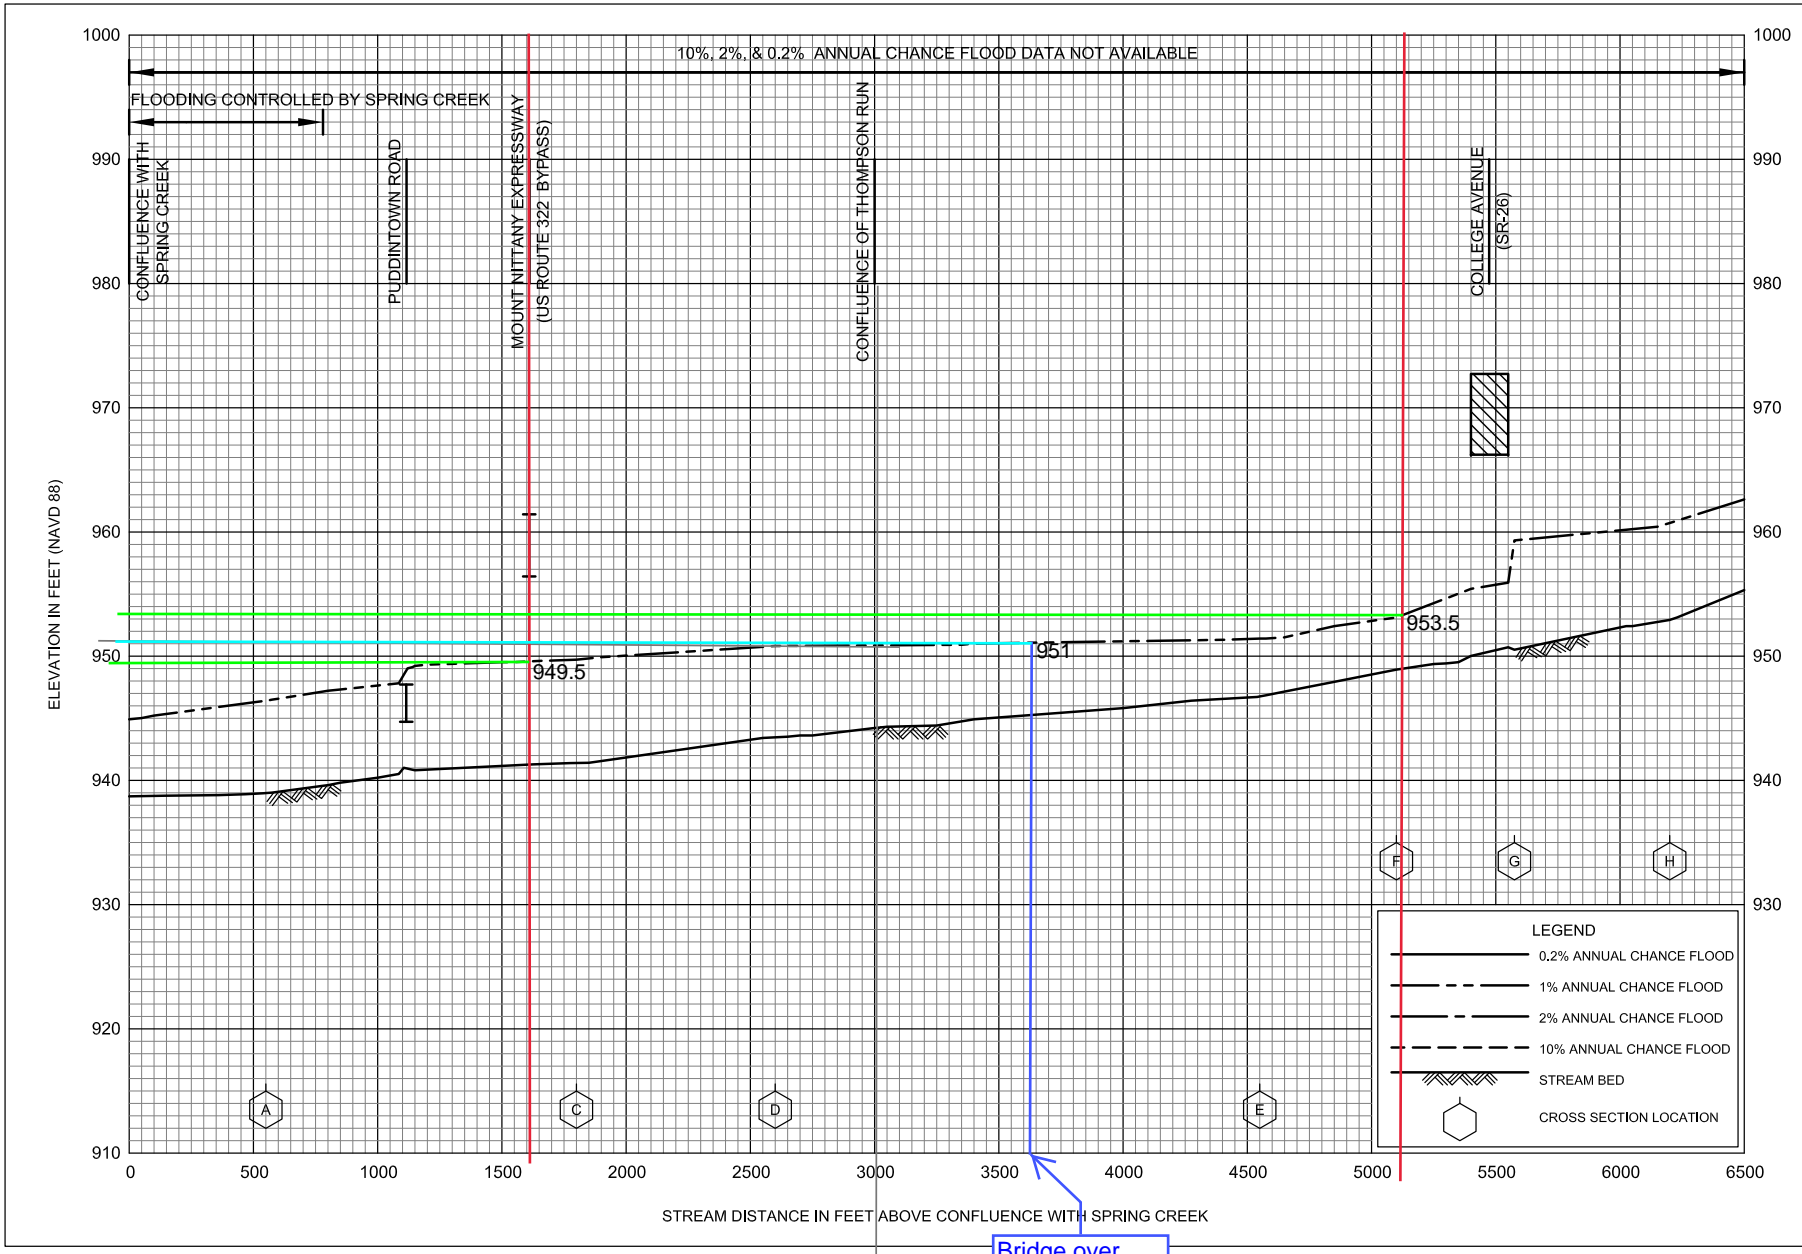 10%, 2%, & 0.2% ANNUAL CHANCE FLOOD DATA NOT AVAILABLE
FLOODING CONTROLLED BY SPRING CREEK
CONFLUENCE WITH
SPRING CREEK
PUDDINTOWN ROAD
MOUNT NITTANY EXPRESSWAY
(US ROUTE 322 BYPASS)
CONFLUENCE OF THOMPSON RUN
COLLEGE AVENUE
(SR-26)
ELEVATION IN FEET (NAVD 88)
1000
990
980
970
960
950
940
930
920
910
1000
990
980
970
960
950
940
930
949.5
951
953.5
A
C
D
E
F
G
H
LEGEND
0.2% ANNUAL CHANCE FLOOD
1% ANNUAL CHANCE FLOOD
2% ANNUAL CHANCE FLOOD
10% ANNUAL CHANCE FLOOD
STREAM BED
CROSS SECTION LOCATION
0 500 1000 1500 2000 2500 3000 3500 4000 4500 5000 5500 6000 6500
STREAM DISTANCE IN FEET ABOVE CONFLUENCE WITH SPRING CREEK
Bridge over